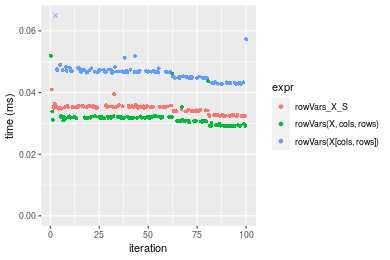 time (ms)
0.06
0.04
0.02
0.00
0
25
50
75
100
iteration
expr
rowVars_X_S
rowVars(X, cols, rows)
rowVars(X[cols, rows])